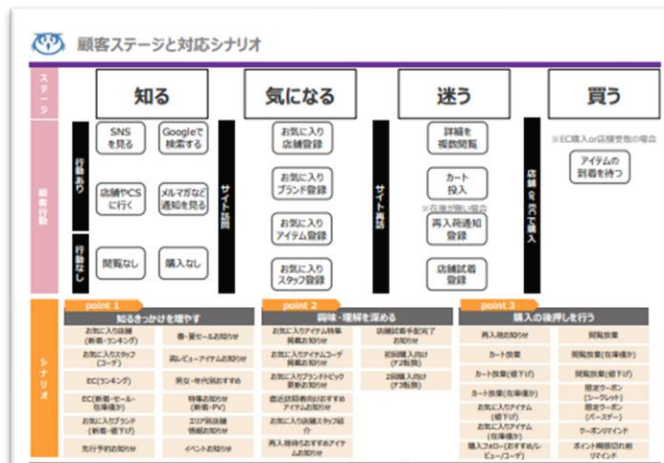 顧客ステージと対応シナリオ
ステージ
知る
気になる
迷う
買う
顧客行動
行動あり
SNS
を見る
Googleで
検索する
店舗やCS
に行く
メルマガなど
通知を見る
行動なし
閲覧なし
購入なし
サイト訪問
お気に入り
店舗登録
お気に入り
ブランド登録
お気に入り
アイテム登録
お気に入り
スタッフ登録
サイト再訪
詳細を
複数閲覧
カート
投入
※在庫が無い場合
再入荷通知
登録
店舗試着
登録
店舗 or ECで購入
※EC購入or店舗受取の場合
アイテムの
到着を待つ
シナリオ
point 1
知るきっかけを増やす
お気に入り店舗
(新着・ランキング)
春・夏セールお知らせ
お気に入りスタッフ
(コーデ)
高レビューアイテムお知らせ
EC(ランキング)
男女・年代別おすすめ
EC(新着・セール・
在庫僅か)
特集お知らせ
(新着・PV)
お気に入りブランド
(新着・値下げ)
エリア別店舗
情報お知らせ
先行予約お知らせ
イベントお知らせ
point 2
興味・理解を深める
お気に入りアイテム特集
掲載お知らせ
店舗試着手配完了
お知らせ
お気に入りアイテムコーデ
掲載お知らせ
初回購入向け
(F2転換)
お気に入りブランドトピック
更新お知らせ
2回購入向け
(F3転換)
直近訪問者向けおすすめ
アイテムお知らせ
お気に入り店舗スタッフ紹
介
再入荷待ちおすすめアイテ
ムお知らせ
point 3
購入の後押しを行う
再入荷お知らせ
閲覧放棄
カート放棄
閲覧放棄(在庫僅か)
カート放棄(値下げ)
閲覧放棄(値下げ)
カート放棄(在庫僅か)
限定クーポン
(シークレット)
お気に入りアイテム
(値下げ)
限定クーポン
(バースデー)
お気に入りアイテム
(在庫僅か)
クーポンリマインド
購入フォロー(おすすめ/レ
ビュー/コーデ)
ポイント期限切れ前
リマインド